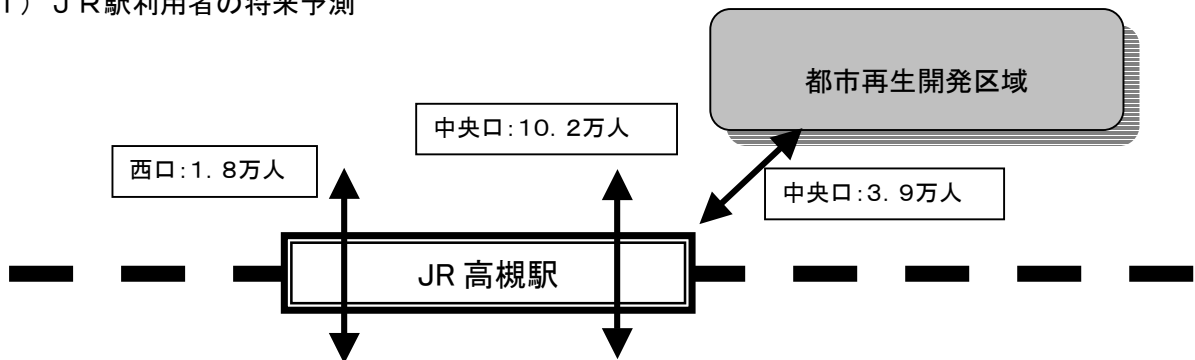 1）ＪＲ駅利用者の将来予測
都市再生開発区域
中央口：１０．２万人
西口：１．８万人
中央口：３．９万人
JR 高槻駅